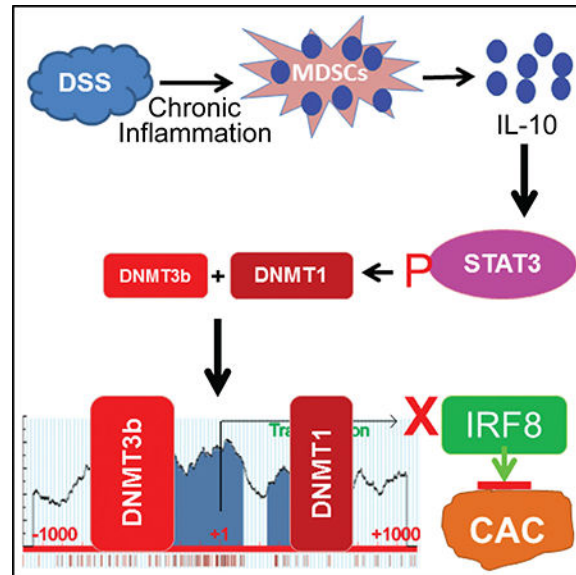 DSS
Chronic
Inflammation
MDSCs
IL-10
STAT3
P
DNMT1
+
DNMT3b
DNMT3b
DNMT1
X
IRF8
-1000
+1
+1000
CAC